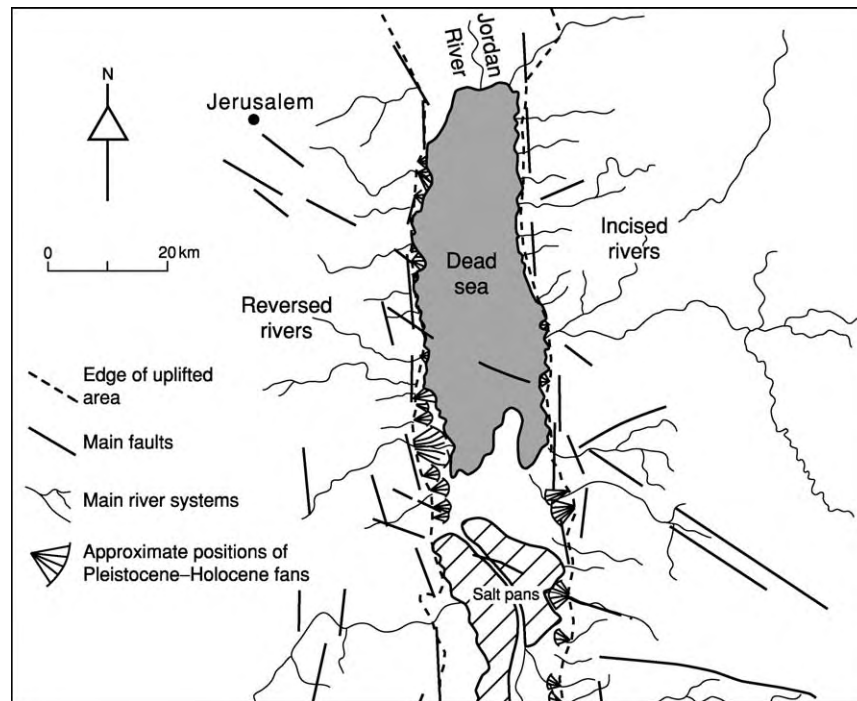 Jordan
River
N
Jerusalem
0 20 km
Dead
sea
Incised
rivers
Reversed
rivers
Edge of uplifted
area
Main faults
Main river systems
Approximate positions of
Pleistocene–Holocene fans
Salt pans